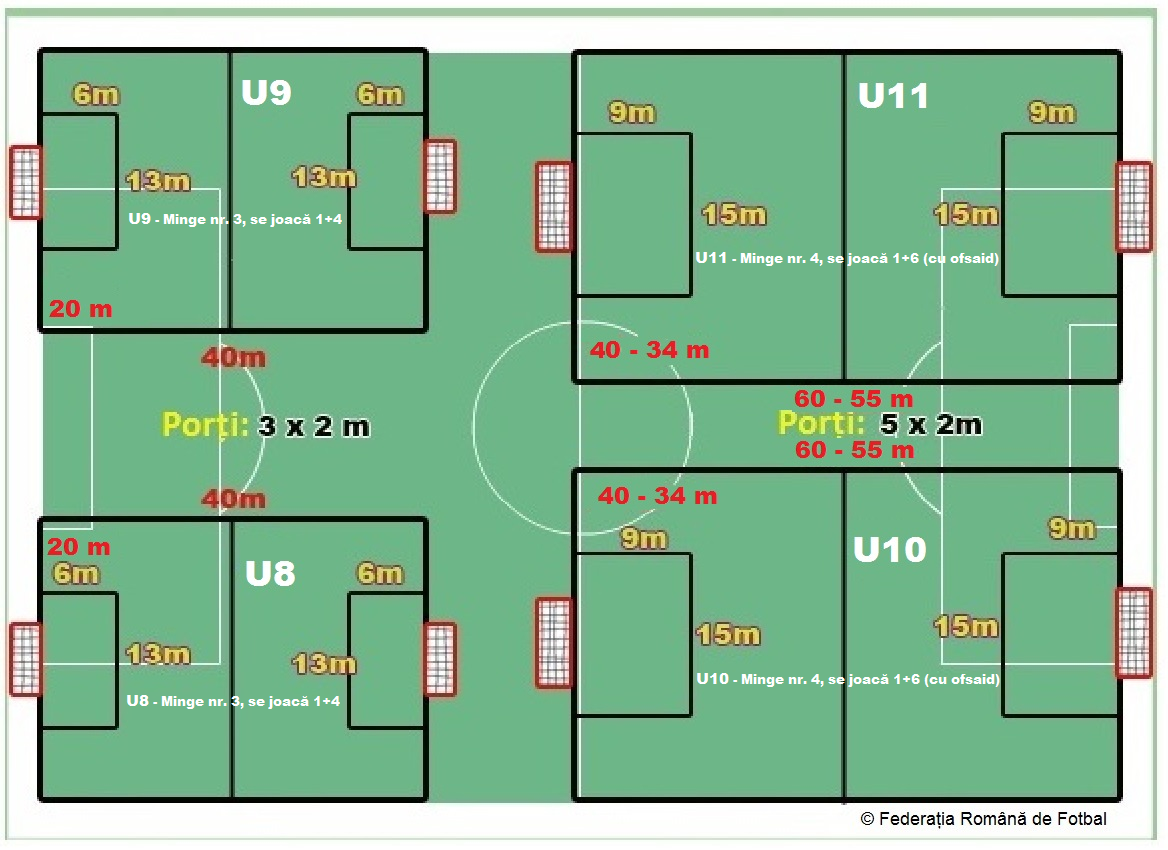 U9
U11
6m
6m
9m
9m
13m
13m
15m
15m
U9 - Minge nr. 3, se joacă 1+4
U11 - Minge nr. 4, se joacă 1+6 (cu ofsaid)
20 m
40m
40 - 34 m
60 - 55 m
Porți: 3 x 2 m
Porți: 5 x 2m
60 - 55 m
40m
40 - 34 m
20 m
9m
9m
U8
U10
6m
6m
13m
13m
15m
15m
U8 - Minge nr. 3, se joacă 1+4
U10 - Minge nr. 4, se joacă 1+6 (cu ofsaid)
© Federația Română de Fotbal